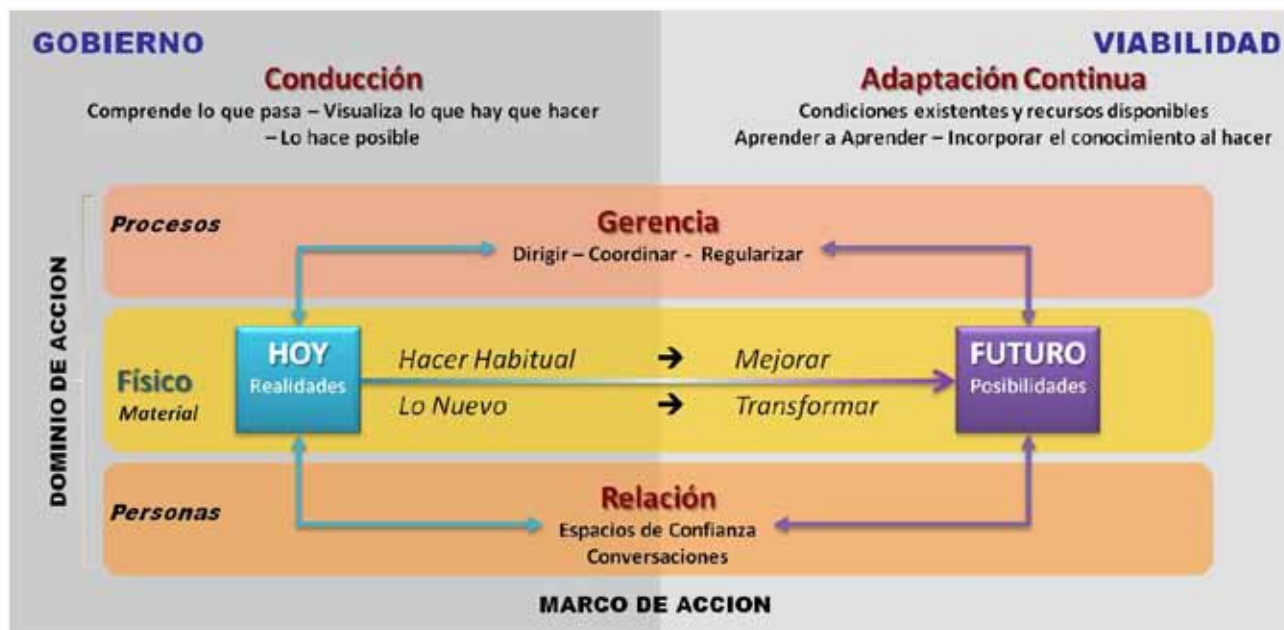 GOBIERNO
VIABILIDAD
Conducción
Comprende lo que pasa – Visualiza lo que hay que hacer
– Lo hace posible
Adaptación Continua
Condiciones existentes y recursos disponibles
Aprender a Aprender – Incorporar el conocimiento al hacer
DOMINIO DE ACCION
Procesos
Gerencia
Dirigir – Coordinar - Regularizar
Físico
Material
HOY
Realidades
Hacer Habitual → Mejorar
Lo Nuevo → Transformar
FUTURO
Posibilidades
Personas
Relación
Espacios de Confianza
Conversaciones
MARCO DE ACCION